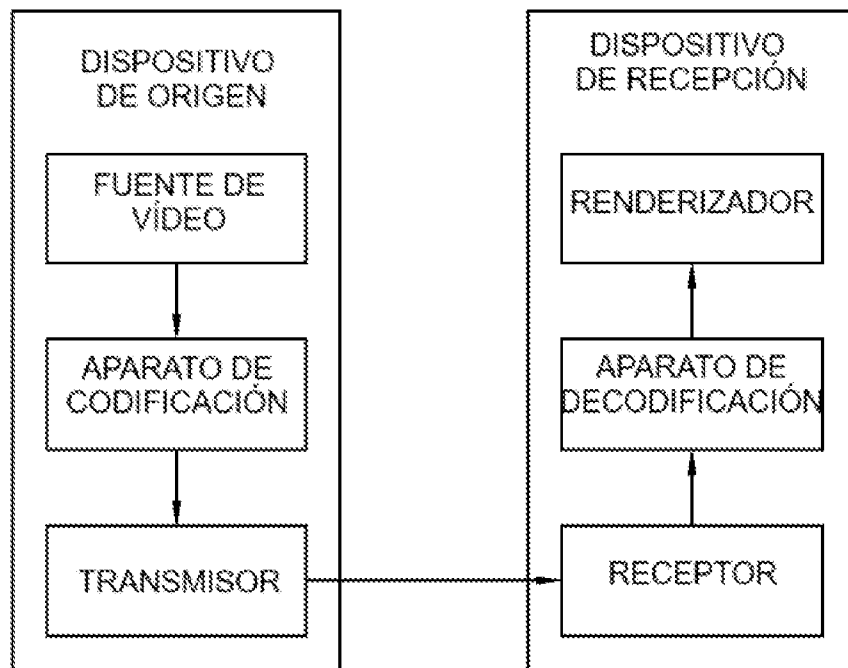 DISPOSITIVO
DE ORIGEN
FUENTE DE
VÍDEO
APARATO DE
CODIFICACIÓN
TRANSMISOR
DISPOSITIVO
DE RECEPCIÓN
RENDERIZADOR
APARATO DE
DECODIFICACIÓN
RECEPTOR